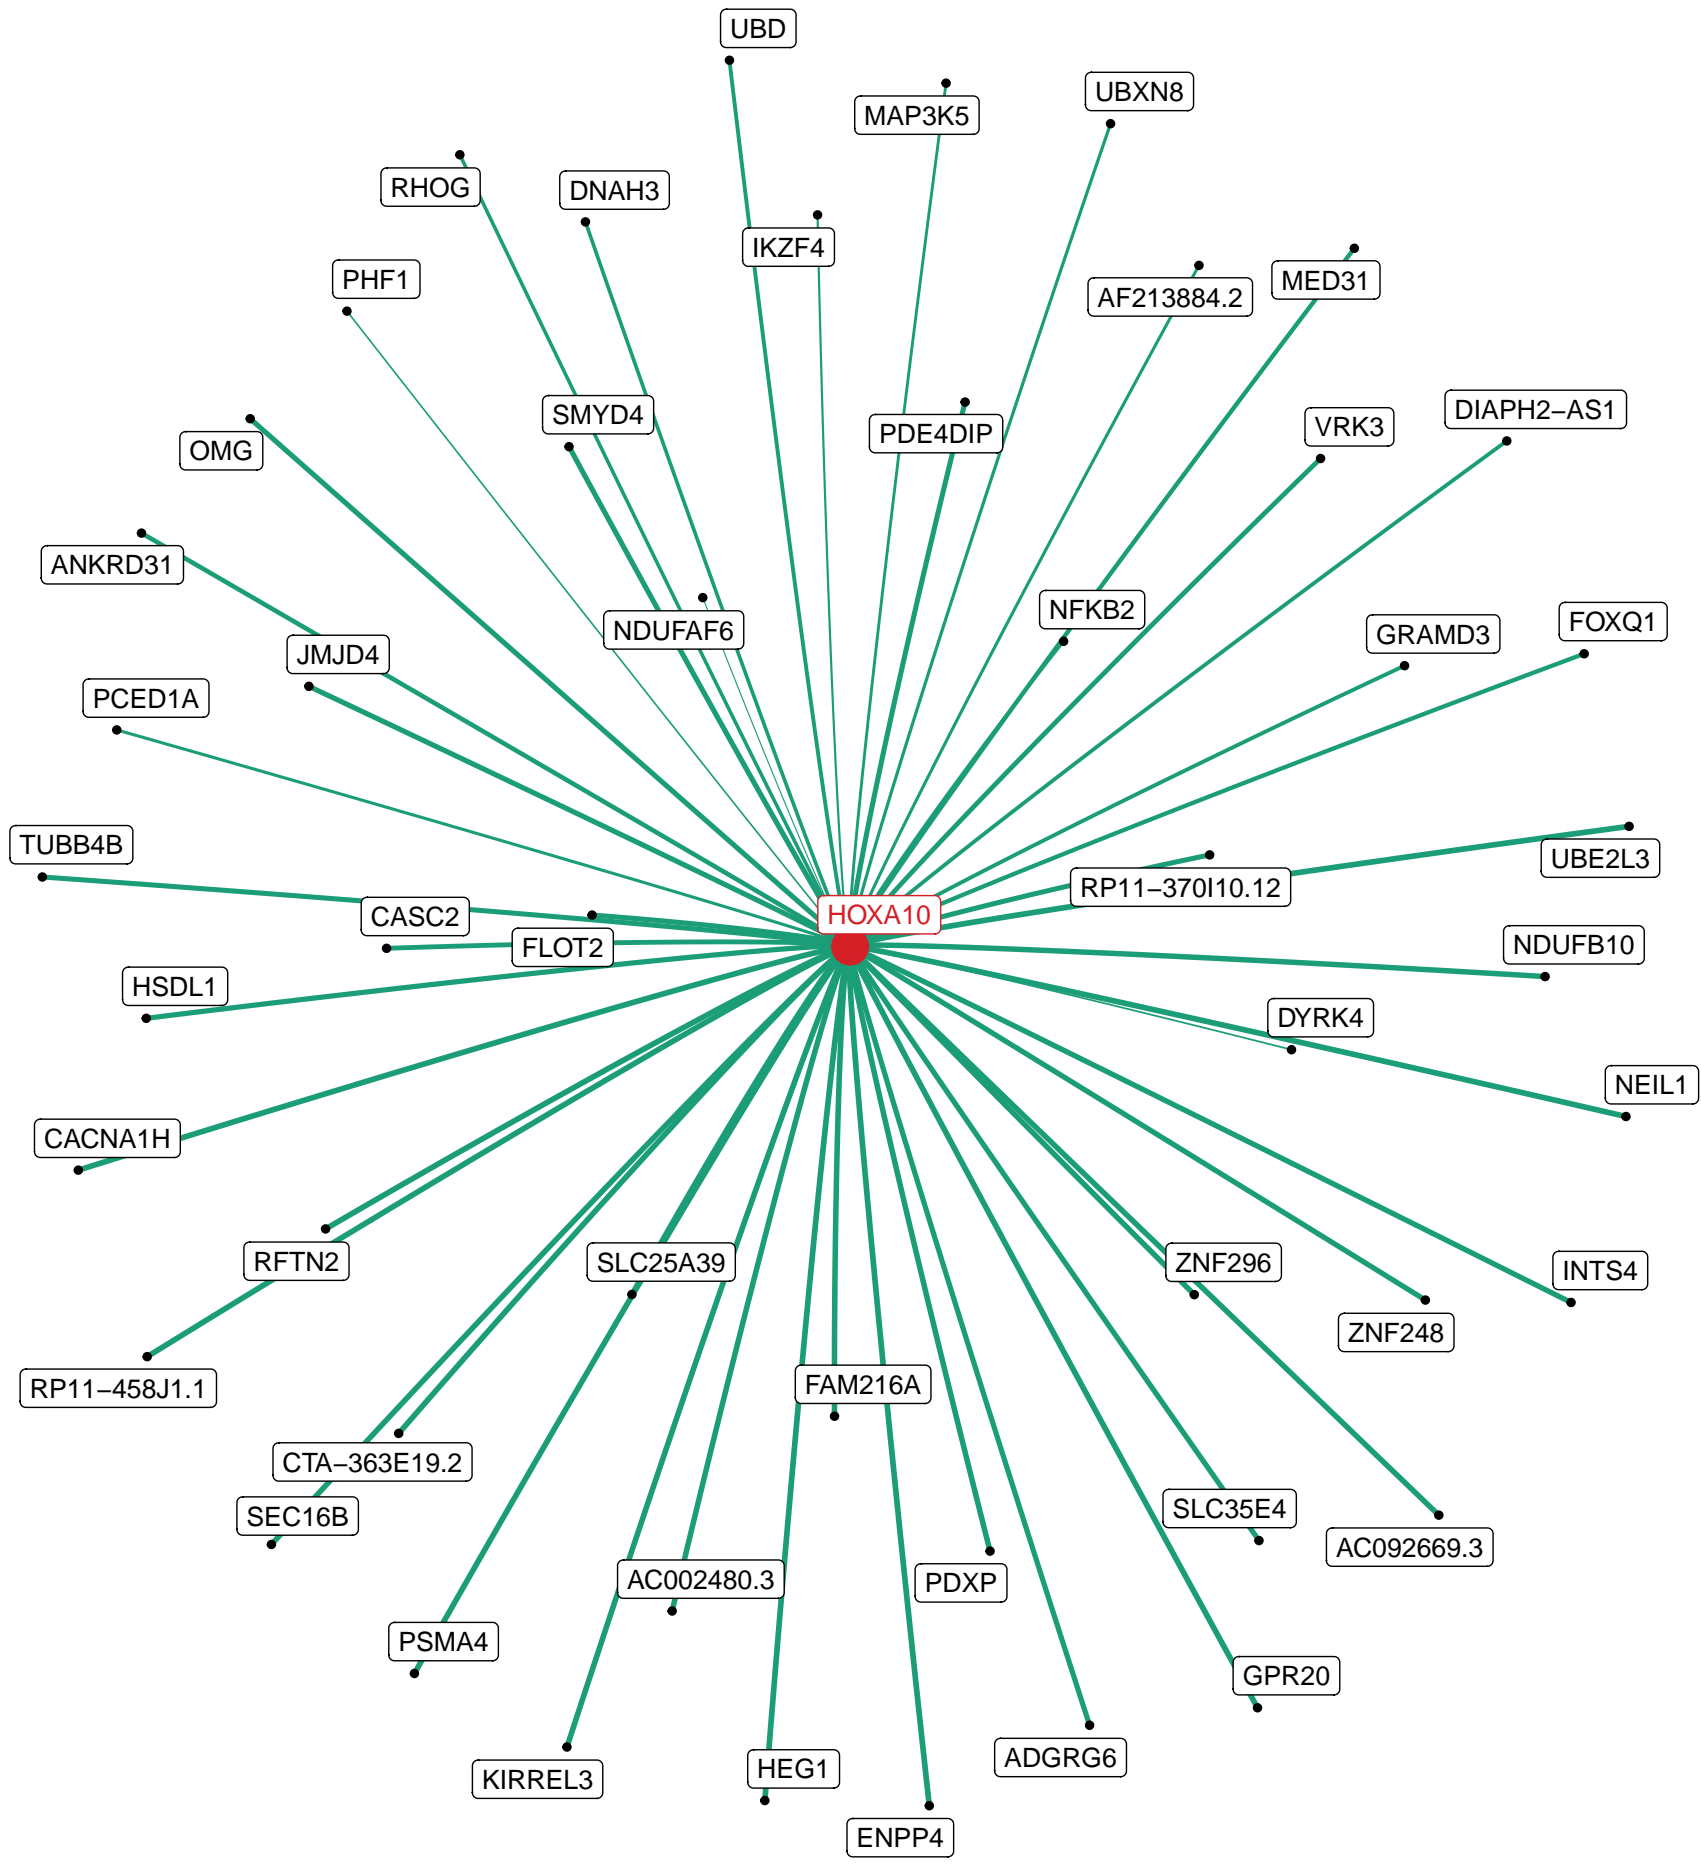 UBD
UBXN8
MAP3K5
RHOG
DNAH3
IKZF4
PHF1
MED31
AF213884.2
DIAPH2−AS1
SMYD4
VRK3
PDE4DIP
OMG
ANKRD31
NFKB2
FOXQ1
NDUFAF6
GRAMD3
JMJD4
PCED1A
TUBB4B
UBE2L3
RP11−370I10.12
CASC2
HOXA10
FLOT2
NDUFB10
HSDL1
DYRK4
NEIL1
CACNA1H
RFTN2
SLC25A39
ZNF296
INTS4
ZNF248
RP11−458J1.1
FAM216A
CTA−363E19.2
SLC35E4
SEC16B
AC092669.3
AC002480.3
PDXP
PSMA4
GPR20
ADGRG6
HEG1
KIRREL3
ENPP4